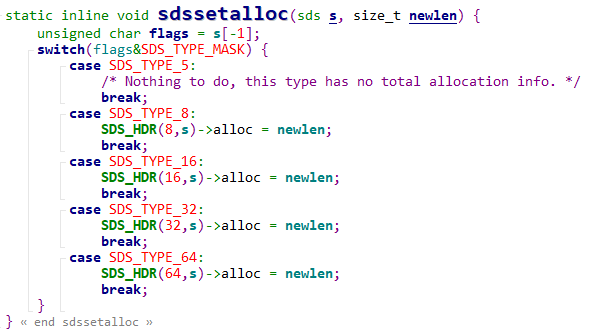 static inline void sdssetalloc(sds s, size_t newlen) {
    unsigned char flags = s[-1];
    switch(flags&SDS_TYPE_MASK) {
        case SDS_TYPE_5:
            /* Nothing to do, this type has no total allocation info. */
            break;
        case SDS_TYPE_8:
            SDS_HDR(8,s)->alloc = newlen;
            break;
        case SDS_TYPE_16:
            SDS_HDR(16,s)->alloc = newlen;
            break;
        case SDS_TYPE_32:
            SDS_HDR(32,s)->alloc = newlen;
            break;
        case SDS_TYPE_64:
            SDS_HDR(64,s)->alloc = newlen;
            break;
    }
} « end sdssetalloc »